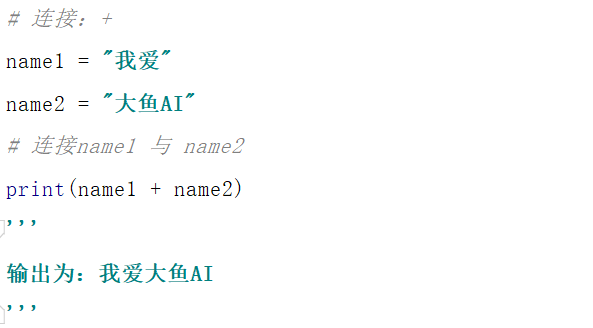 # 连接：+
name1 = "我爱"
name2 = "大鱼AI"
# 连接name1 与 name2
print(name1 + name2)
'''
输出为：我爱大鱼AI
'''